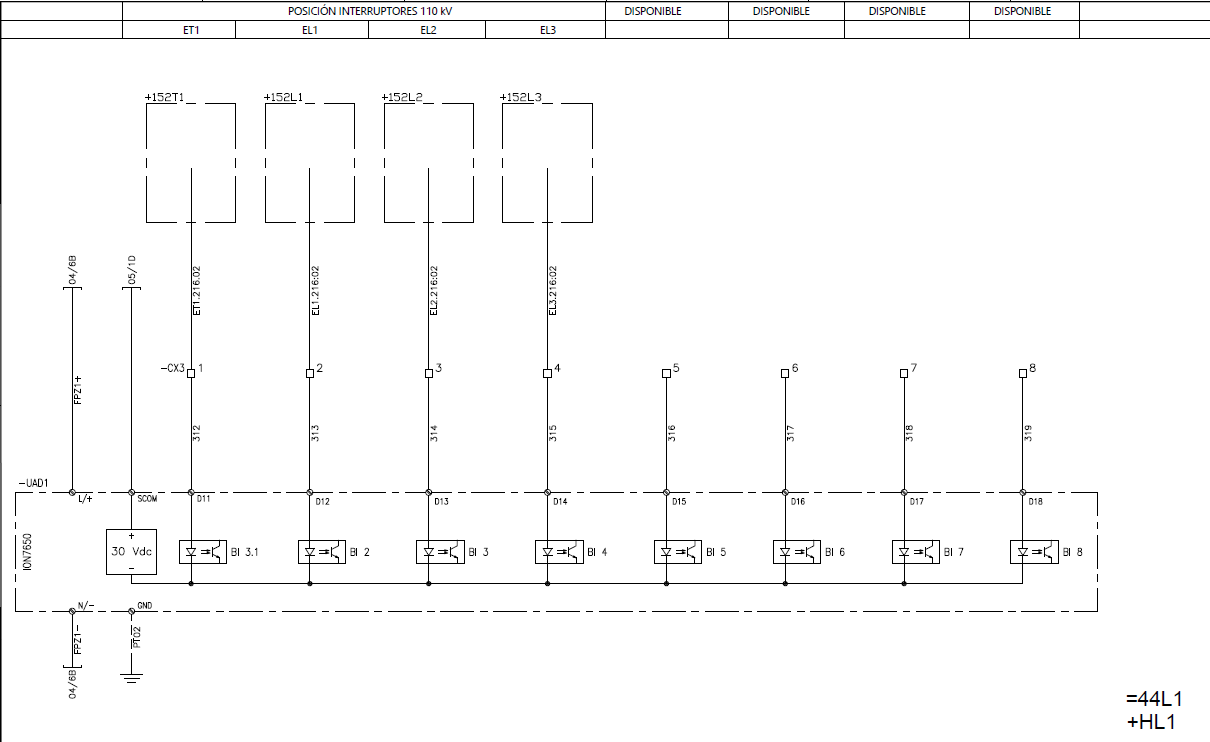 POSICIÓN INTERRUPTORES 110 kV DISPONIBLE DISPONIBLE DISPONIBLE DISPONIBLE
ET1 EL1 EL2 EL3
+152T1 +152L1 +152L2 +152L3
04/6B 05/1D ET1.216.02 EL1.216:02 EL2.216:02 EL3.216:02
-CX3 1 2 3 4 5 6 7 8
FPZ1+ 312 313 314 315 316 317 318 319
-UAD1
L/+ SCOM D11 D12 D13 D14 D15 D16 D17 D18
ION7650
+
30 Vdc BI 3.1 BI 2 BI 3 BI 4 BI 5 BI 6 BI 7 BI 8
-
N/- GND
FPZ1- PT02
04/6B
=44L1
+HL1